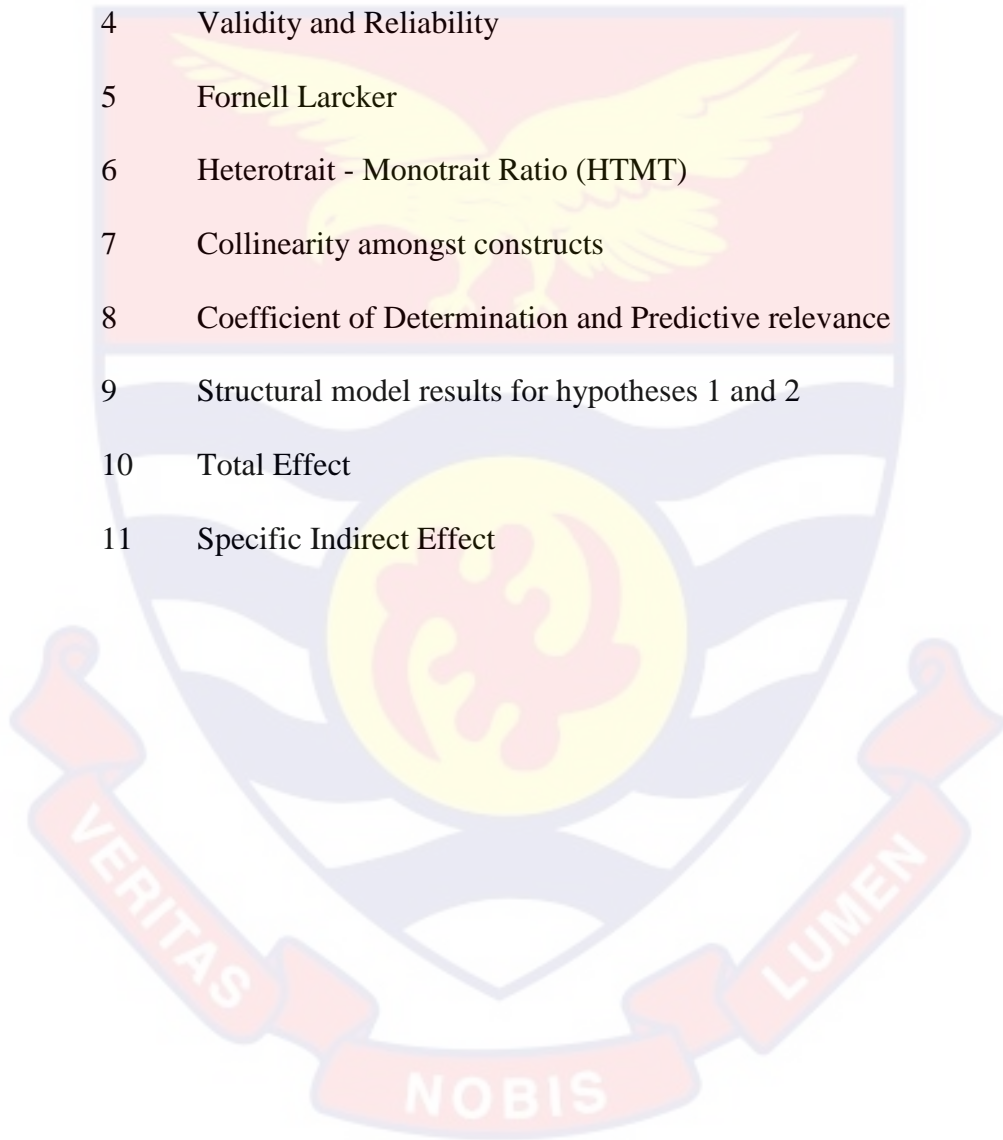 4 Validity and Reliability
5 Fornell Larcker
6 Heterotrait - Monotrait Ratio (HTMT)
7 Collinearity amongst constructs
8 Coefficient of Determination and Predictive relevance
9 Structural model results for hypotheses 1 and 2
10 Total Effect
11 Specific Indirect Effect
VERITAS
NOBIS
LUMEN